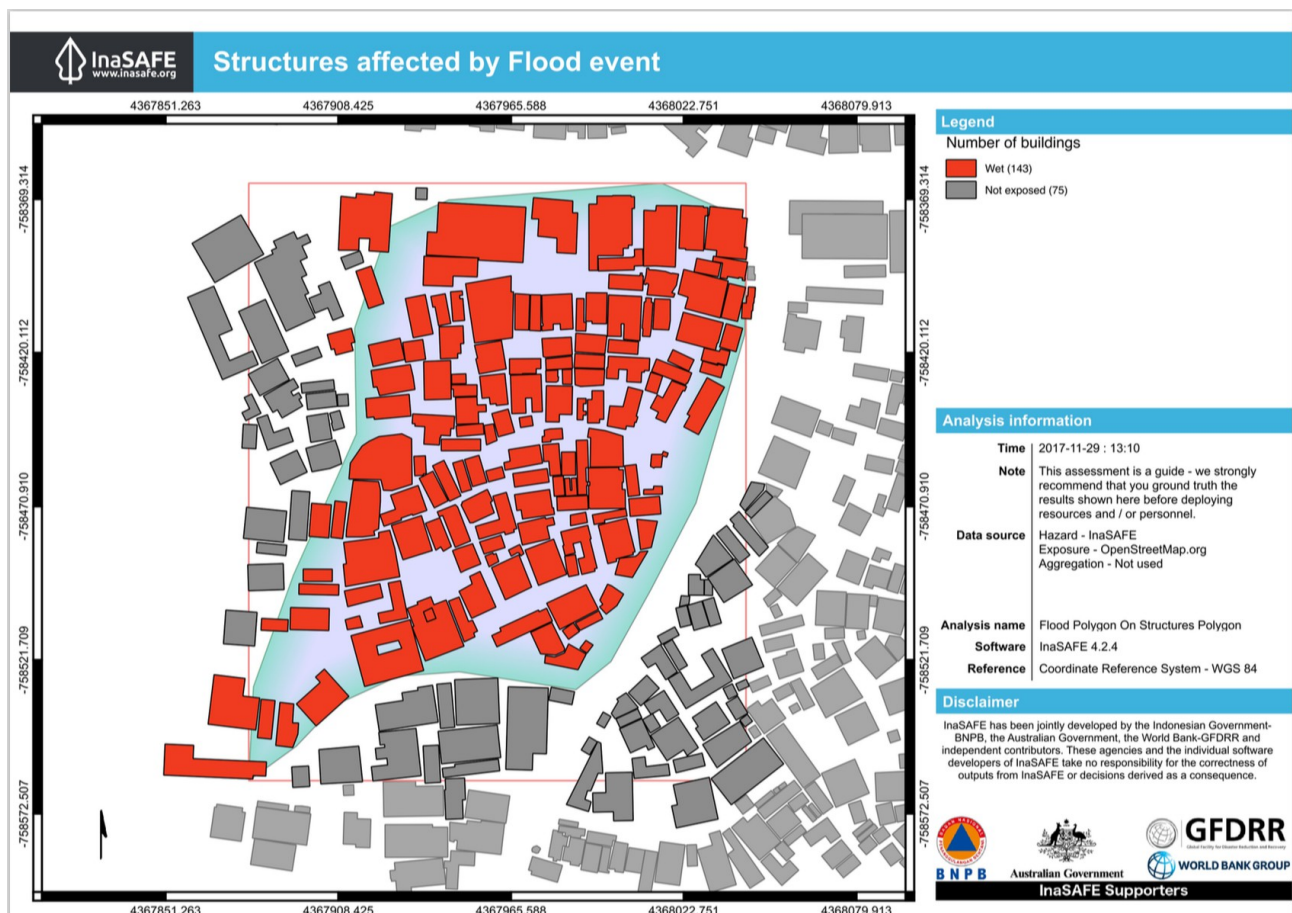 InaSAFE
www.inasafe.org
Structures affected by Flood event
4367851.263 4367908.425 4367965.588 4368022.751 4368079.913
-758369.314
-758420.112
-758470.910
-758521.709
-758572.507
-758369.314
-758420.112
-758470.910
-758521.709
-758572.507
4367851.263 4367908.425 4367965.588 4368022.751 4368079.913
Legend
Number of buildings
Wet (143)
Not exposed (75)
Analysis information
Time 2017-11-29 : 13:10
Note This assessment is a guide - we strongly
recommend that you ground truth the
results shown here before deploying
resources and / or personnel.
Data source Hazard - InaSAFE
Exposure - OpenStreetMap.org
Aggregation - Not used
Analysis name Flood Polygon On Structures Polygon
Software InaSAFE 4.2.4
Reference Coordinate Reference System - WGS 84
Disclaimer
InaSAFE has been jointly developed by the Indonesian Government-
BNPB, the Australian Government, the World Bank-GFDRR and
independent contributors. These agencies and the individual software
developers of InaSAFE take no responsibility for the correctness of
outputs from InaSAFE or decisions derived as a consequence.
BNPB
Australian Government
GFDRR
Global Facility for Disaster Reduction and Recovery
WORLD BANK GROUP
InaSAFE Supporters